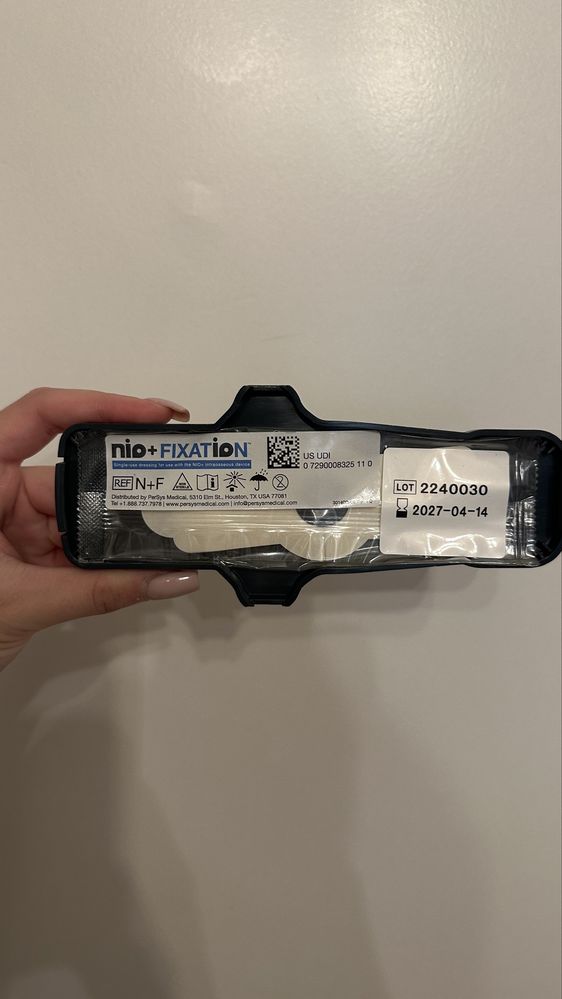 nio+ FIXATION™
Single-use dressing for use with the NIO+ intraosseous device
REF N+F
Distributed by PerSys Medical, 5310 Elm St., Houston, TX USA 77081
Tel +1.888.737.7978 | www.persysmedical.com | info@persysmedical.com
US UDI
0 7290008325 11 0
LOT 2240030
2027-04-14